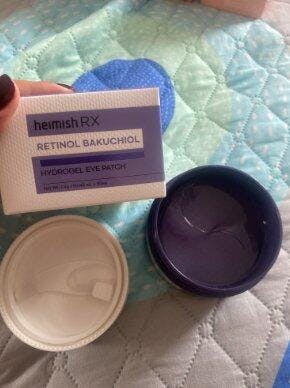 heimish RX
RETINOL BAKUCHIOL
HYDROGEL EYE PATCH